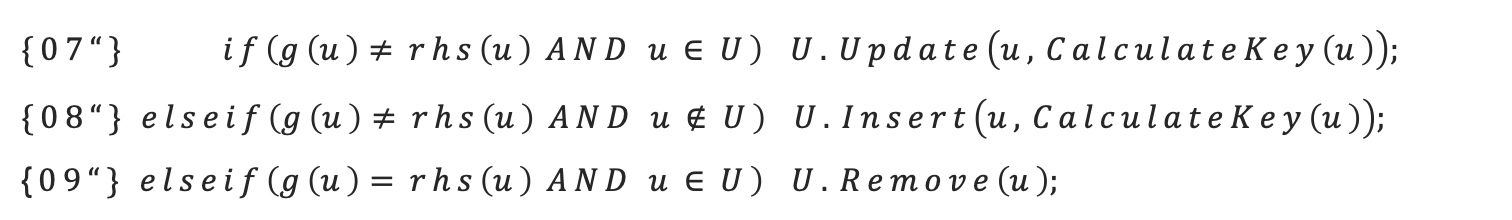 {07“} if(g(u) ≠ rhs(u) AND u ∈ U) U.Update(u, CalculateKey(u));
{08“} elseif(g(u) ≠ rhs(u) AND u ∉ U) U.Insert(u, CalculateKey(u));
{09“} elseif(g(u) = rhs(u) AND u ∈ U) U.Remove(u);